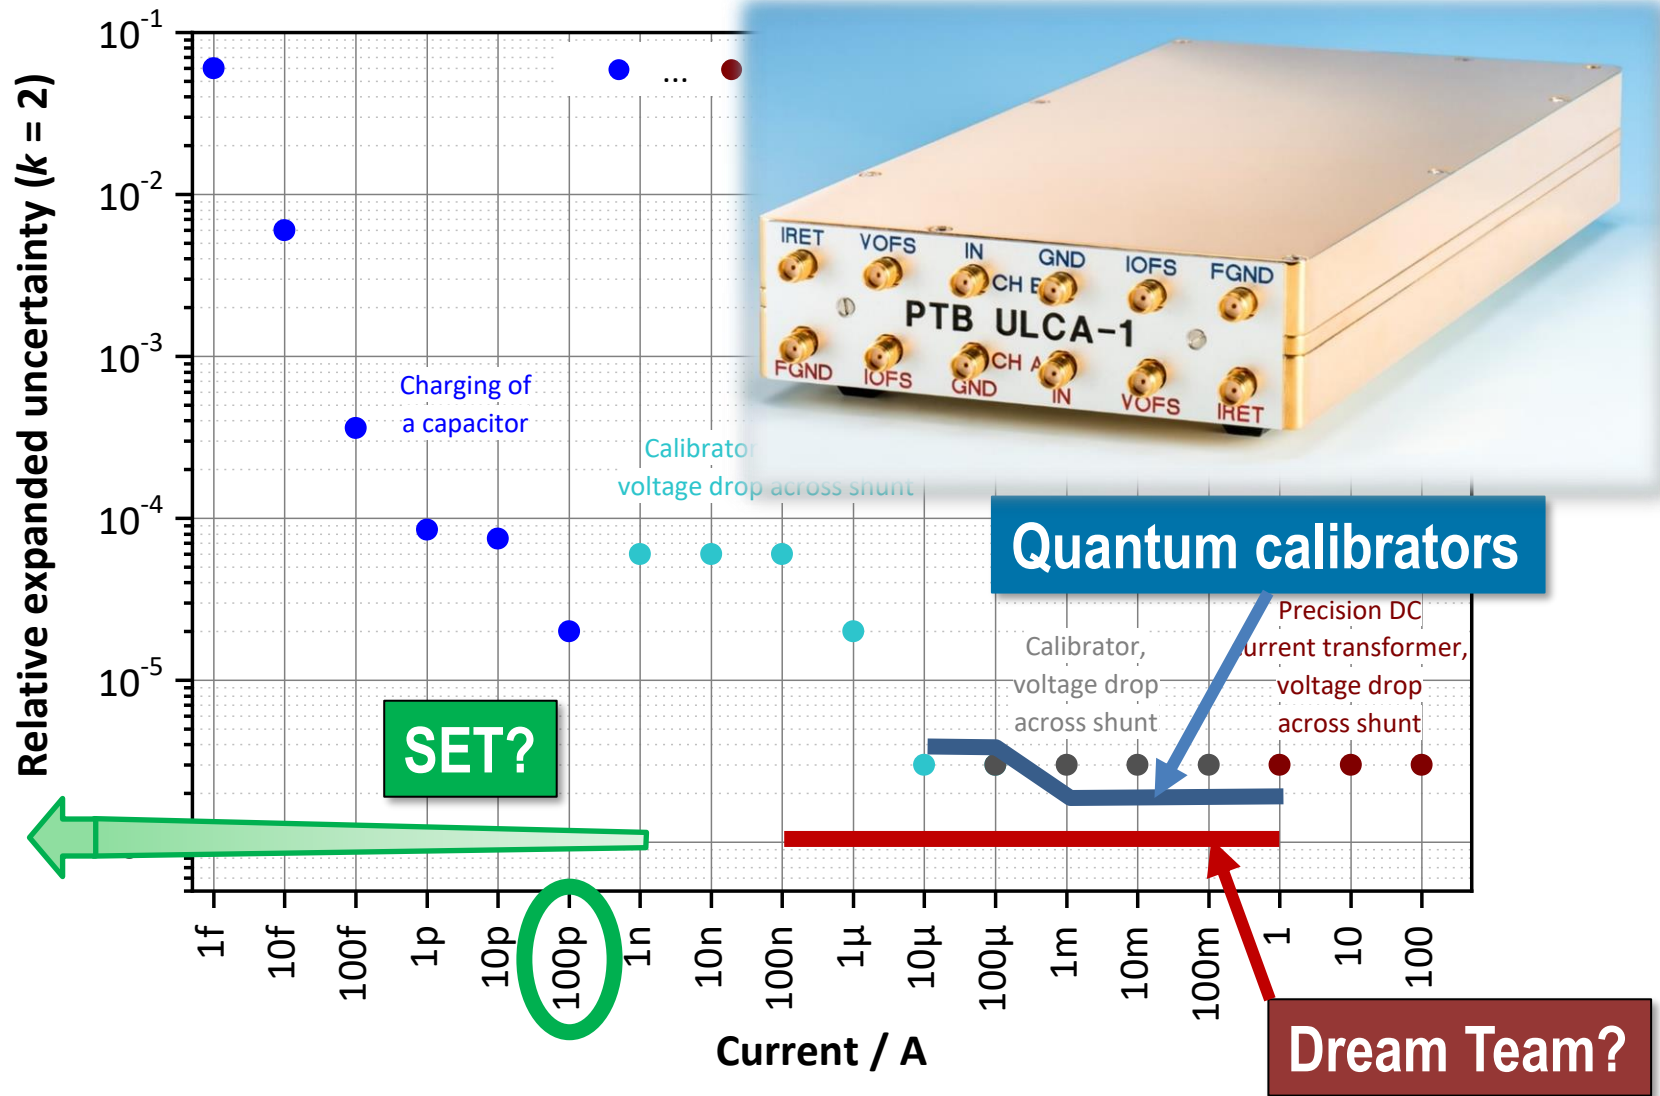 Relative expanded uncertainty (k = 2)
10-1
10-2
10-3
10-4
10-5
...
IRET VOFS IN GND IOFS FGND
CH B
PTB ULCA-1
CH A
FGND IOFS GND IN VOFS IRET
Charging of
a capacitor
Calibrator
voltage drop across shunt
Quantum calibrators
Calibrator,
voltage drop
across shunt
Precision DC
current transformer,
voltage drop
across shunt
SET?
1f 10f 100f 1p 10p 100p 1n 10n 100n 1µ 10µ 100µ 1m 10m 100m 1 10 100
Current / A
Dream Team?